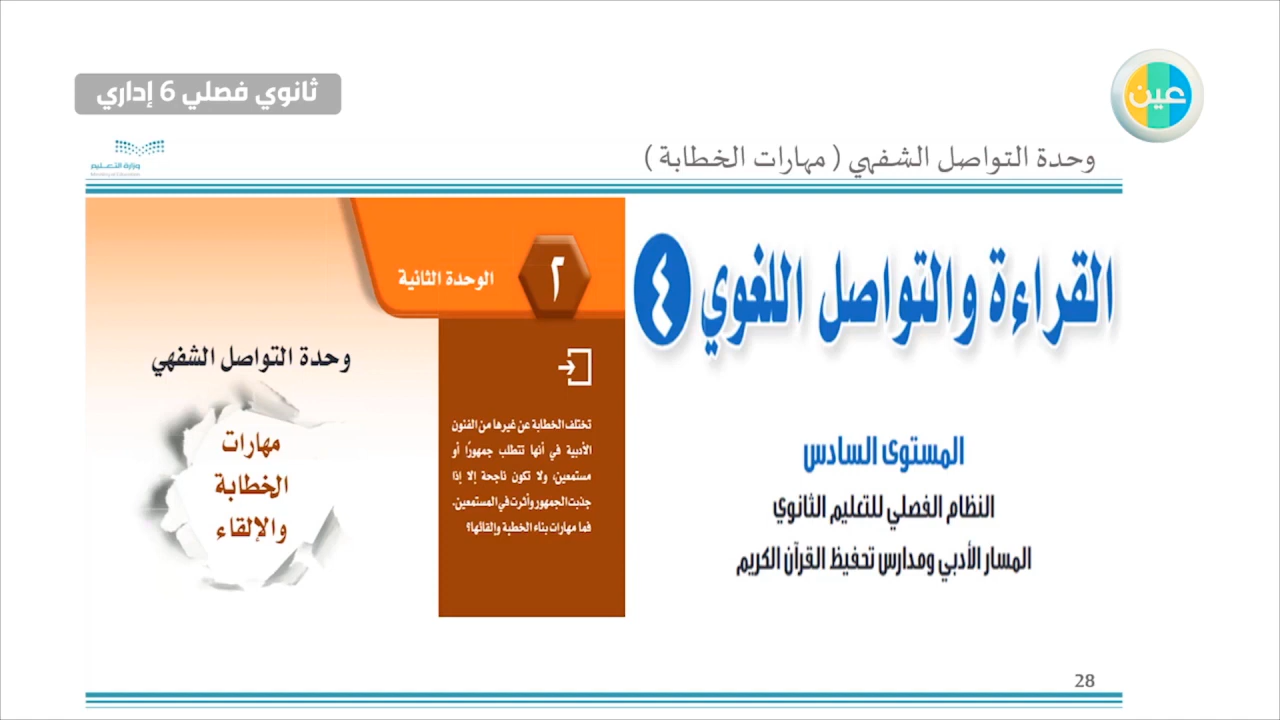 ثانوي فصلي 6 إداري
عين
وزارة التعليم
Ministry of Education
وحدة التواصل الشفهي ( مهارات الخطابة )
القراءة والتواصل اللغوي ٤
المستوى السادس
النظام الفصلي للتعليم الثانوي
المسار الأدبي ومدارس تحفيظ القرآن الكريم
٢
الوحدة الثانية
تختلف الخطابة عن غيرها من الفنون
الأدبية في أنها تتطلب جمهورًا أو
مستمعين، ولا تكون ناجحة إلا إذا
جذبت الجمهور وأثرت في المستمعين.
فما مهارات بناء الخطبة وإلقائها؟
وحدة التواصل الشفهي
مهارات
الخطابة
والإلقاء
28